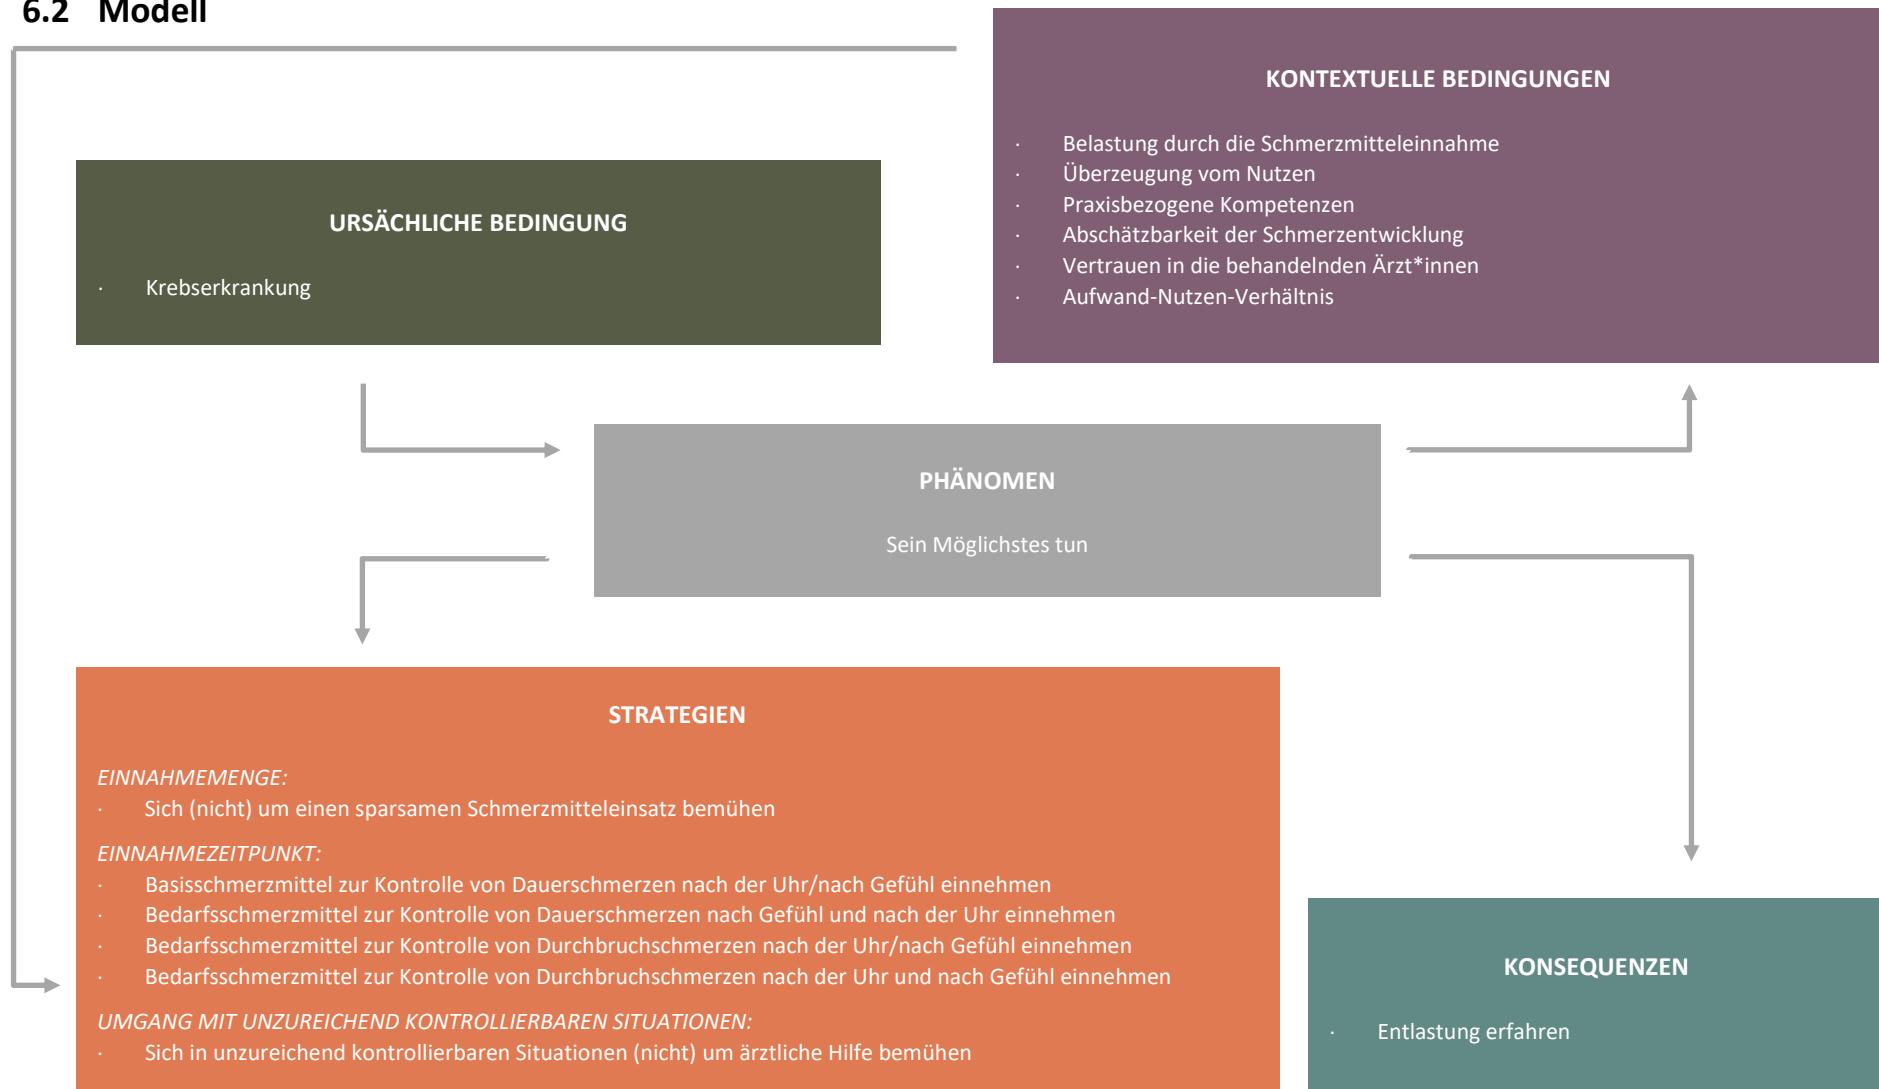 6.2 Modell
KONTEXTUELLE BEDINGUNGEN
· Belastung durch die Schmerzmitteleinnahme
· Überzeugung vom Nutzen
· Praxisbezogene Kompetenzen
· Abschätzbarkeit der Schmerzentwicklung
· Vertrauen in die behandelnden Ärzt*innen
· Aufwand-Nutzen-Verhältnis
URSÄCHLICHE BEDINGUNG
· Krebserkrankung
PHÄNOMEN
Sein Möglichstes tun
STRATEGIEN
EINNAHMEMENGE:
· Sich (nicht) um einen sparsamen Schmerzmitteleinsatz bemühen
EINNAHMEZEITPUNKT:
· Basisschmerzmittel zur Kontrolle von Dauerschmerzen nach der Uhr/nach Gefühl einnehmen
· Bedarfsschmerzmittel zur Kontrolle von Dauerschmerzen nach Gefühl und nach der Uhr einnehmen
· Bedarfsschmerzmittel zur Kontrolle von Durchbruchschmerzen nach der Uhr/nach Gefühl einnehmen
· Bedarfsschmerzmittel zur Kontrolle von Durchbruchschmerzen nach der Uhr und nach Gefühl einnehmen
UMGANG MIT UNZUREICHEND KONTROLLIERBAREN SITUATIONEN:
· Sich in unzureichend kontrollierbaren Situationen (nicht) um ärztliche Hilfe bemühen
KONSEQUENZEN
· Entlastung erfahren